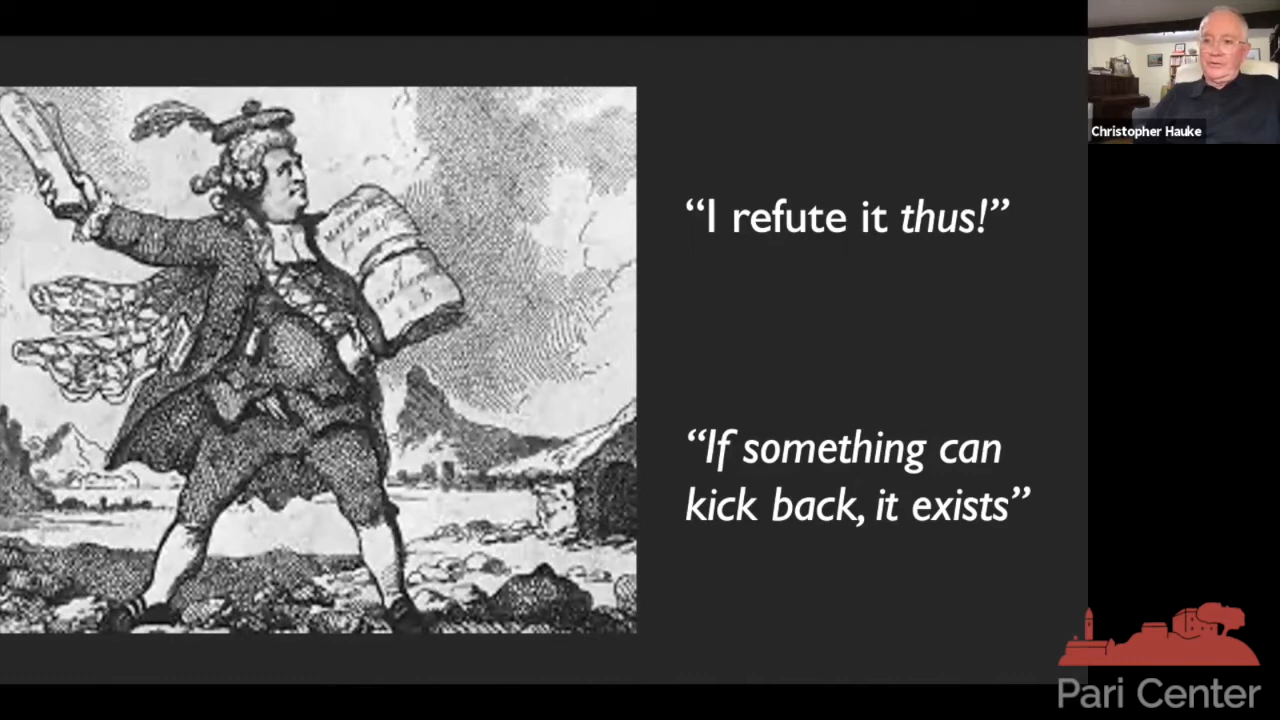 Christopher Hauke
“I refute it thus!”
“If something can
kick back, it exists”
Pari Center